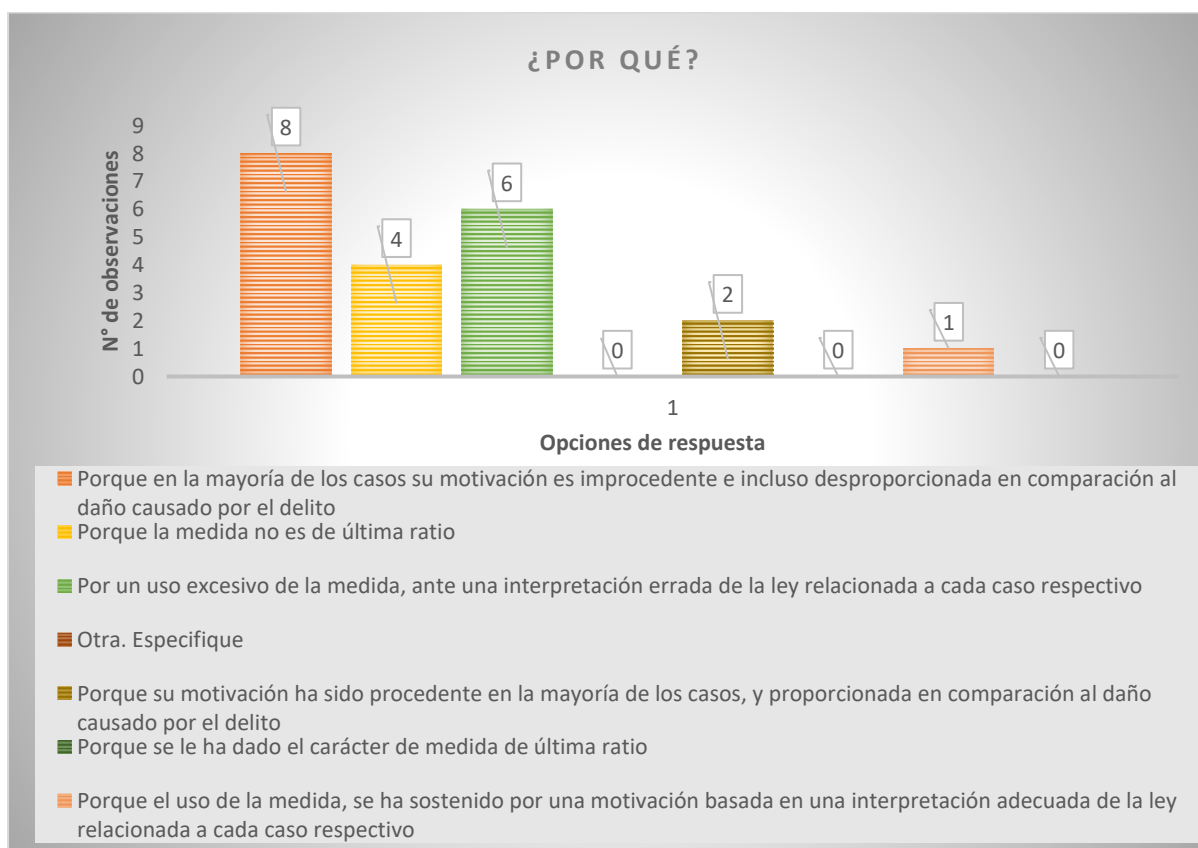 ¿POR QUÉ?
N° de observaciones
9
8
7
6
5
4
3
2
1
0
8
4
6
0
2
0
1
0
1
Opciones de respuesta
Porque en la mayoría de los casos su motivación es improcedente e incluso desproporcionada en comparación al
daño causado por el delito
Porque la medida no es de última ratio
Por un uso excesivo de la medida, ante una interpretación errada de la ley relacionada a cada caso respectivo
Otra. Especifique
Porque su motivación ha sido procedente en la mayoría de los casos, y proporcionada en comparación al daño
causado por el delito
Porque se le ha dado el carácter de medida de última ratio
Porque el uso de la medida, se ha sostenido por una motivación basada en una interpretación adecuada de la ley
relacionada a cada caso respectivo